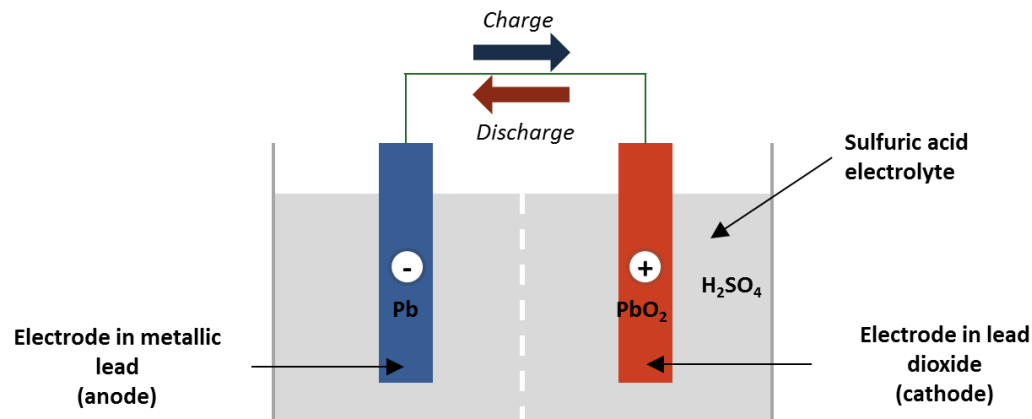 Charge
Discharge
Sulfuric acid
electrolyte
-
+
H₂SO₄
Pb
PbO₂
Electrode in metallic
lead
(anode)
Electrode in lead
dioxide
(cathode)